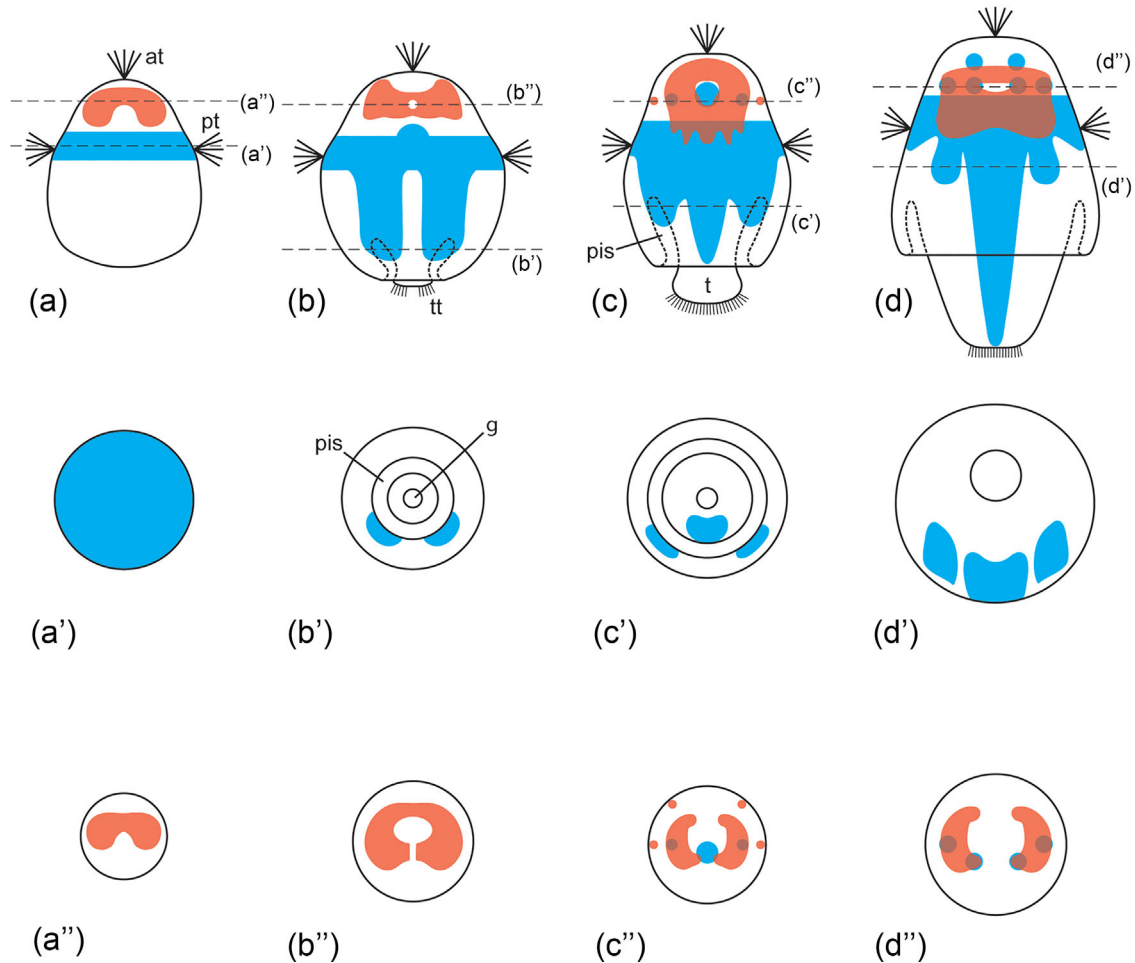 at
pt
(a'')
(a')
(a)
(b'')
(b')
tt
(b)
(c'')
(c')
pis
t
(c)
(d'')
(d')
(d)
pis
g
(a')
(b')
(c')
(d')
(a'')
(b'')
(c'')
(d'')